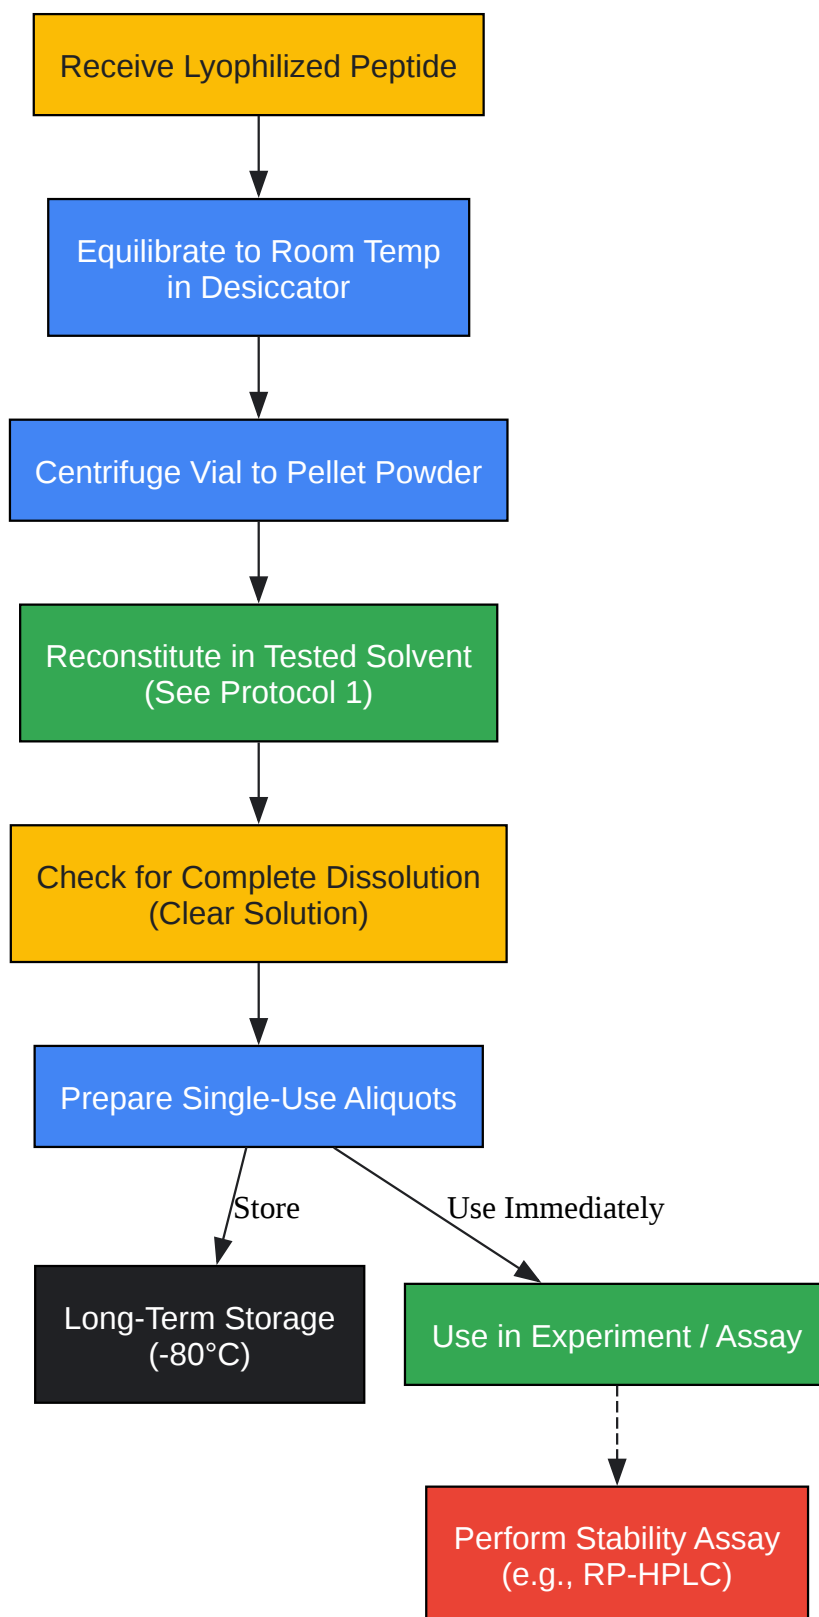 Receive Lyophilized Peptide
Equilibrate to Room Temp
in Desiccator
Centrifuge Vial to Pellet Powder
Reconstitute in Tested Solvent
(See Protocol 1)
Check for Complete Dissolution
(Clear Solution)
Prepare Single-Use Aliquots
Store
Use Immediately
Long-Term Storage
(-80°C)
Use in Experiment / Assay
Perform Stability Assay
(e.g., RP-HPLC)